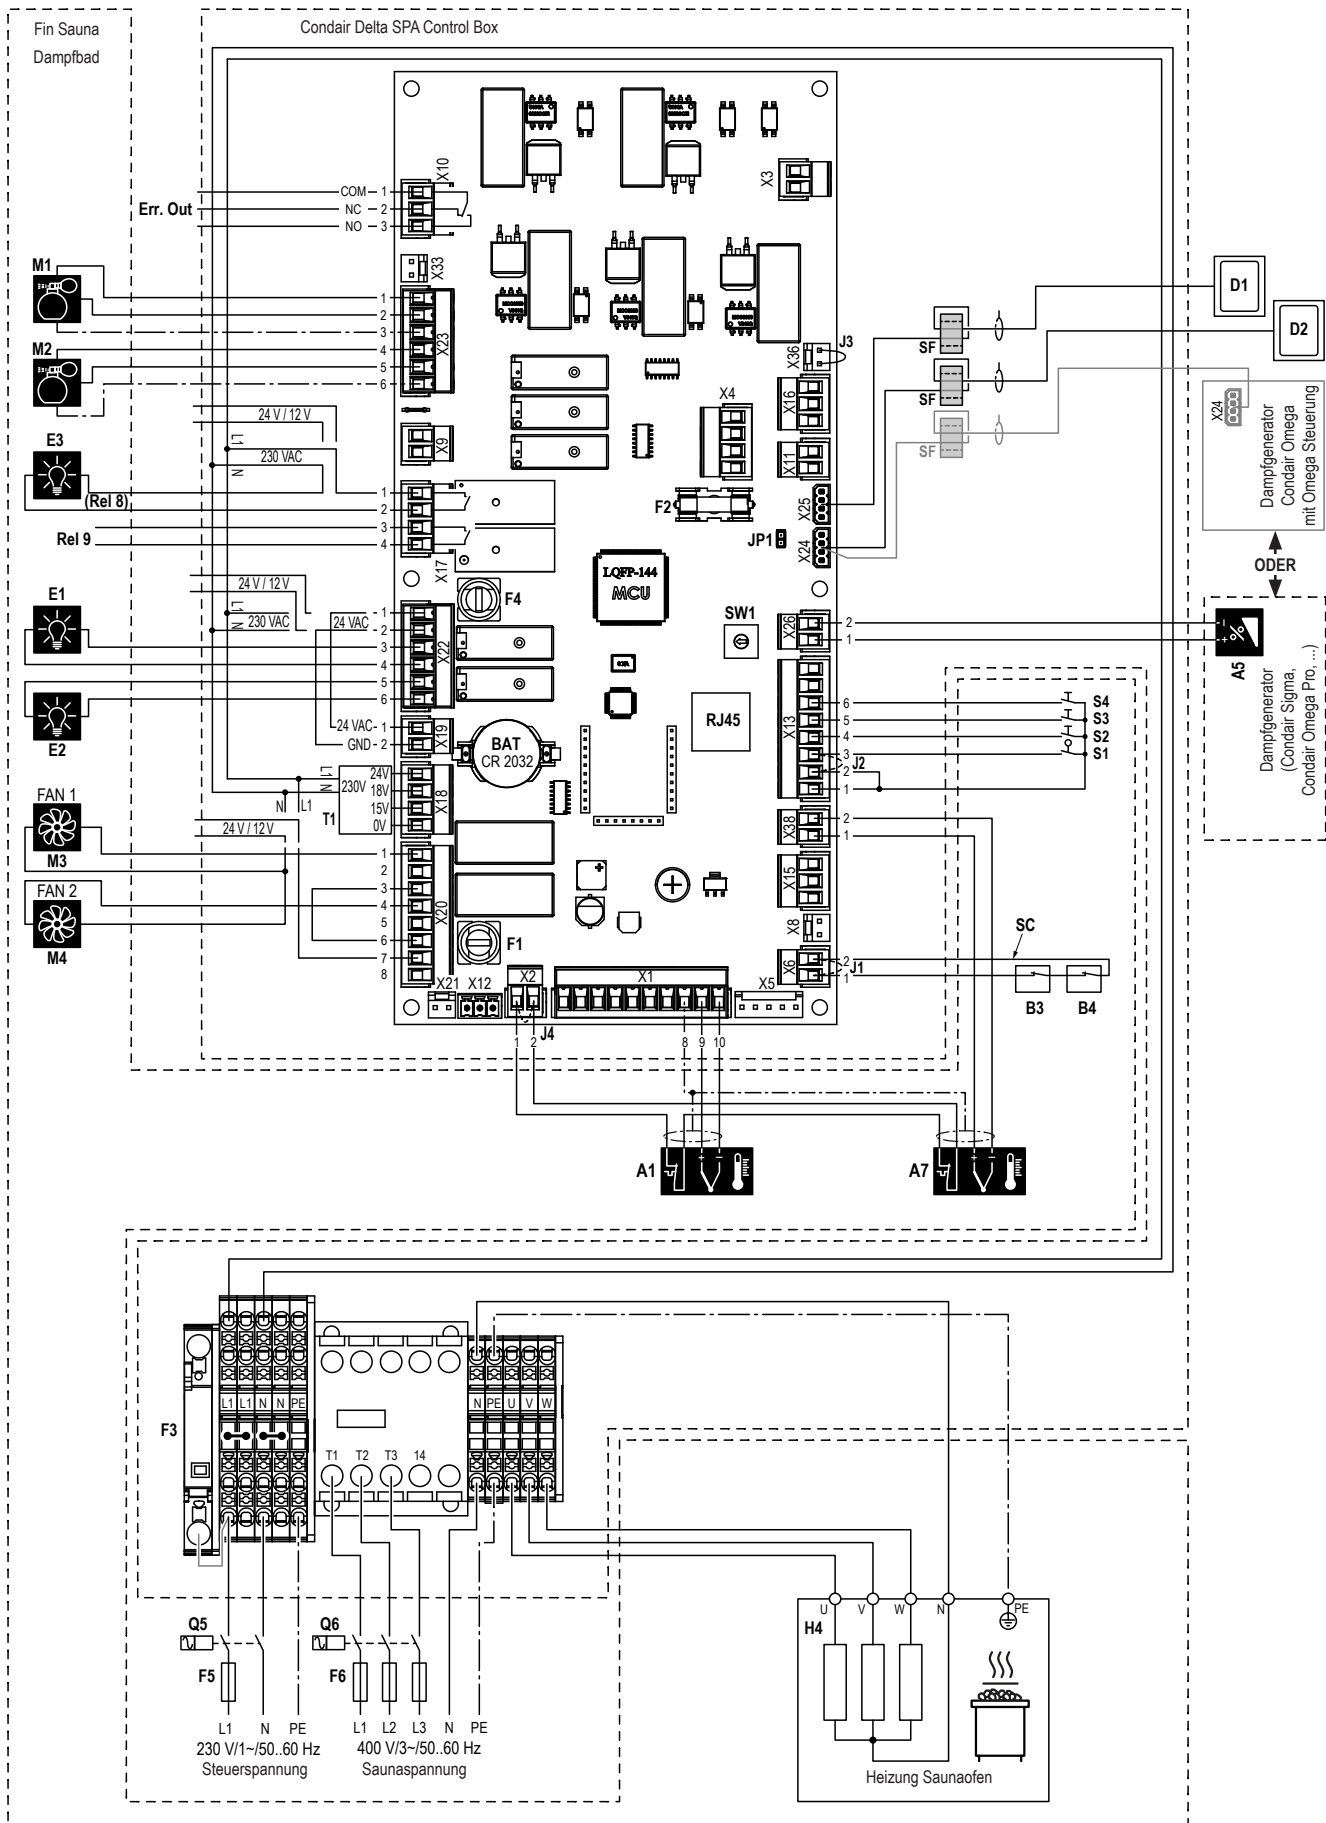 Fin Sauna
Dampfbad
Condair Delta SPA Control Box
X10
X3
COM 1
Err. Out
NC 2
NO 3
X33
M1
1
2
3
X23
M2
4
5
6
D1
D2
SF
J3
X36
X16
X4
SF
24 V / 12 V
L1
N
230 VAC
E3
(Rel 8)
X9
X11
SF
X24
Dampfgenerator
Condair Omega
mit Omega Steuerung
1
2
3
4
Rel 9
X17
F2
X25
JP1
X24
ODER
LQFP-144
MCU
24 V / 12 V
L1
N
230 VAC
24 VAC
E1
F4
1
2
3
4
5
6
X22
SW1
X26
2
1
A5
%
-
+
Dampfgenerator
(Condair Sigma,
Condair Omega Pro, ...)
E2
24 VAC 1
GND 2
X19
BAT
CR 2032
RJ45
X13
6
5
4
3
2
1
S4
S3
S2
S1
J2
FAN 1
M3
L1
N
N
L1
230V
T1
24V
18V
15V
0V
X18
24 V / 12 V
X38
2
1
FAN 2
M4
1
2
3
4
5
6
7
8
X20
X15
F1
X8
X6
2
1
J1
SC
B3
B4
X21
X12
X2
X1
X5
J4
1
2
8
9
10
A1
+
-
A7
+
-
F3
L1 L1 N N PE
N PE U V W
T1 T2 T3 14
Q5
Q6
F5
F6
L1 N PE
L1 L2 L3 N PE
230 V/1~/50..60 Hz
Steuerspannung
400 V/3~/50..60 Hz
Saunaspannung
U V W N PE
H4
Heizung Saunaofen